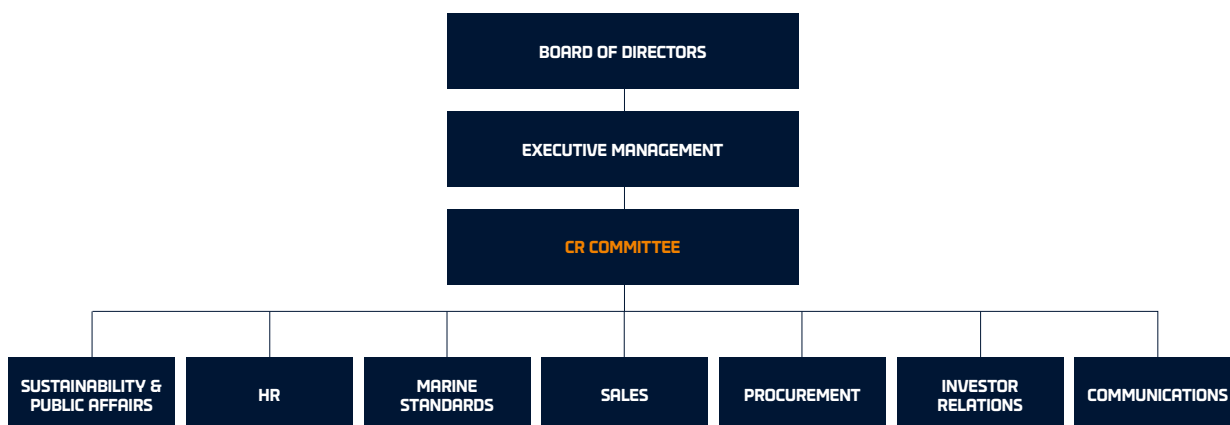 BOARD OF DIRECTORS
EXECUTIVE MANAGEMENT
CR COMMITTEE
SUSTAINABILITY &
PUBLIC AFFAIRS
HR
MARINE
STANDARDS
SALES
PROCUREMENT
INVESTOR
RELATIONS
COMMUNICATIONS